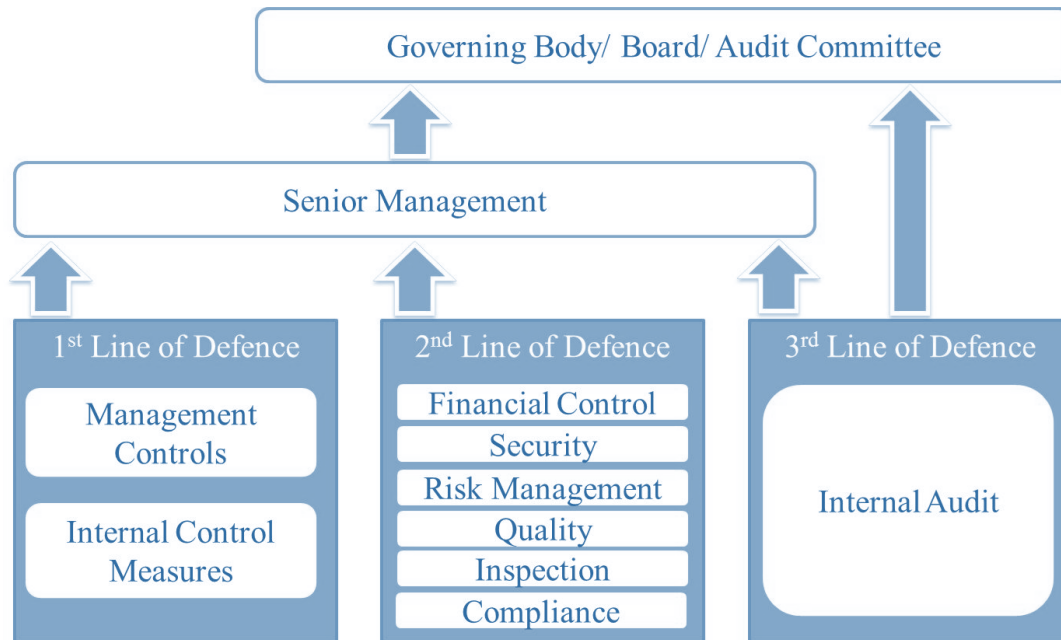 Governing Body/ Board/ Audit Committee
Senior Management
1st Line of Defence
Management
Controls
Internal Control
Measures
2nd Line of Defence
Financial Control
Security
Risk Management
Quality
Inspection
Compliance
3rd Line of Defence
Internal Audit